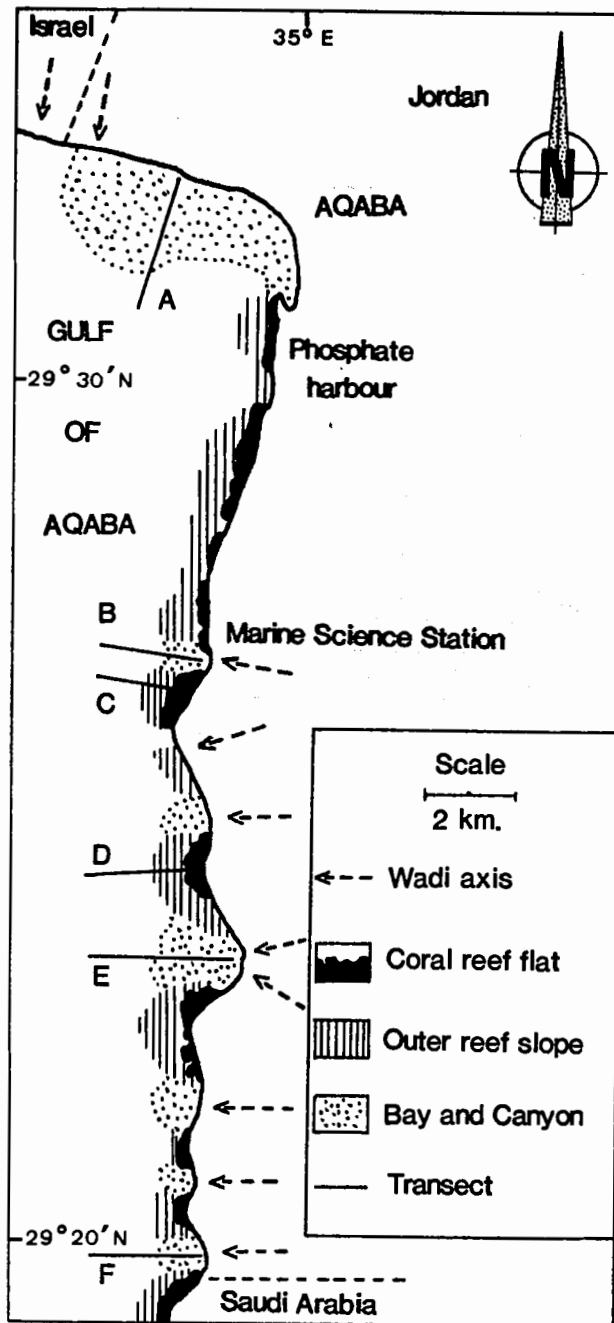 Israel
35° E
Jordan
N
AQABA
A
GULF
Phosphate
harbour
29° 30′ N
OF
AQABA
B
Marine Science Station
C
Scale
2 km.
D
Wadi axis
E
Coral reef flat
Outer reef slope
Bay and Canyon
Transect
29° 20′ N
F
Saudi Arabia